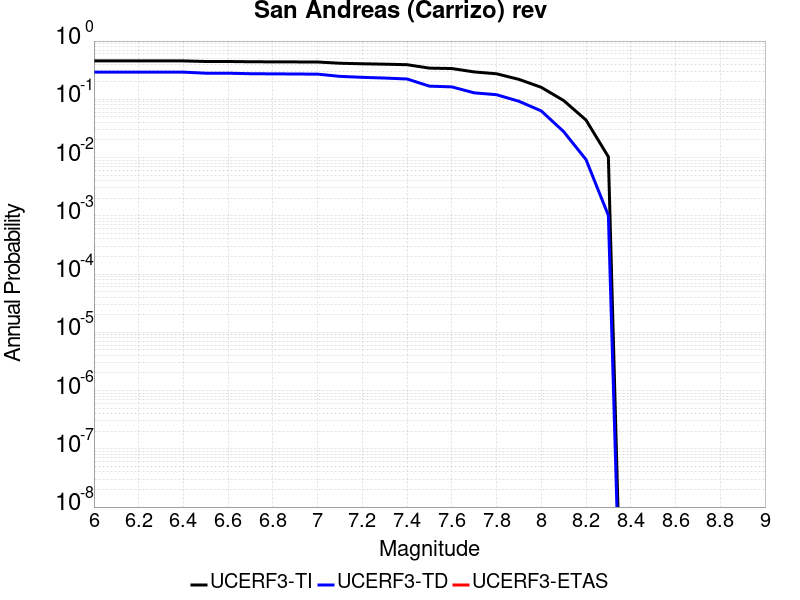 San Andreas (Carrizo) rev
10^0
10^-1
10^-2
10^-3
10^-4
10^-5
10^-6
10^-7
10^-8
Annual Probability
6 6.2 6.4 6.6 6.8 7 7.2 7.4 7.6 7.8 8 8.2 8.4 8.6 8.8 9
Magnitude
UCERF3-TI UCERF3-TD UCERF3-ETAS